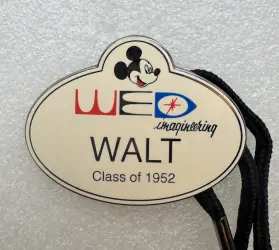 WED
imagineering
WALT
Class of 1952